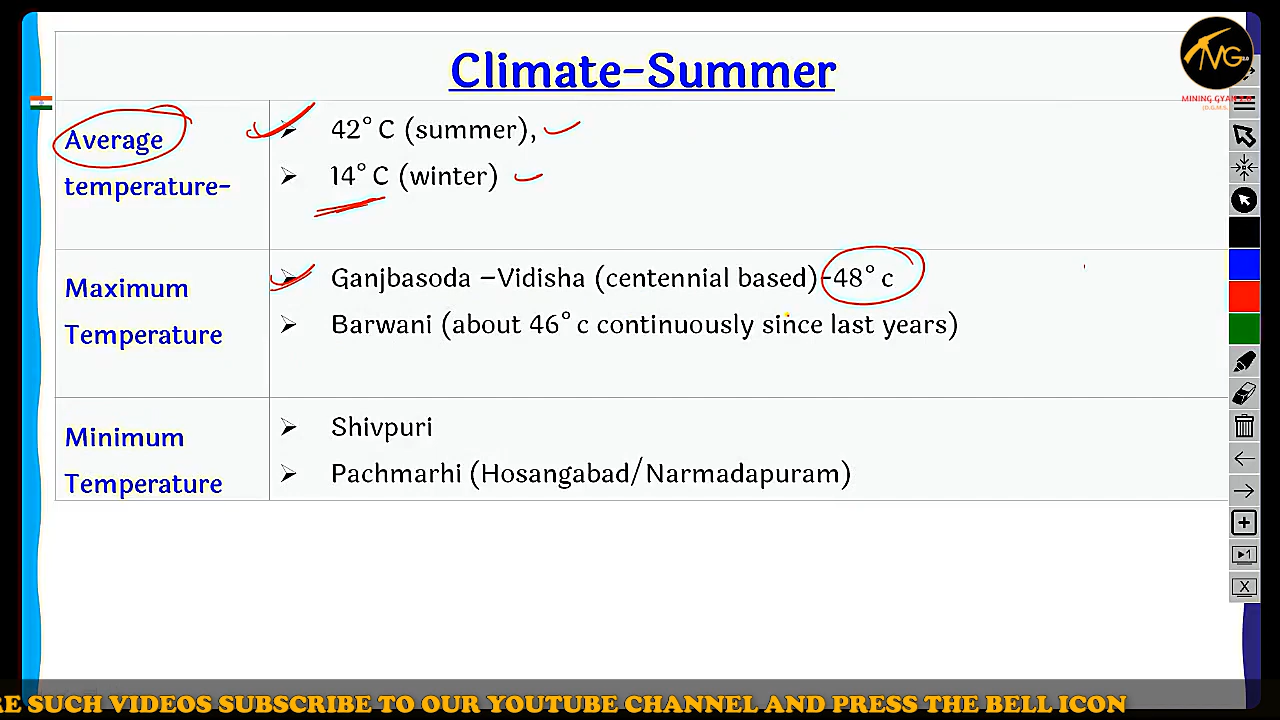 Climate-Summer
Average
temperature-
42° C (summer),
14° C (winter)
Maximum
Temperature
Ganjbasoda –Vidisha (centennial based)-48° c
Barwani (about 46° c continuously since last years)
Minimum
Temperature
Shivpuri
Pachmarhi (Hosangabad/Narmadapuram)
MINING GYAN 2.0
(D.G.M.S.)
RE SUCH VIDEOS SUBSCRIBE TO OUR YOUTUBE CHANNEL AND PRESS THE BELL ICON